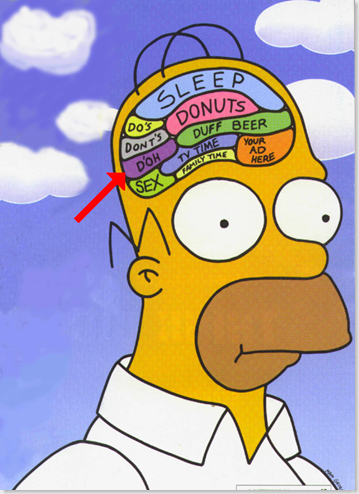 SLEEP
DONUTS
DO'S
DUFF BEER
DON'T'S
TV TIME
YOUR
AD
HERE
D'OH
FAMILY TIME
SEX